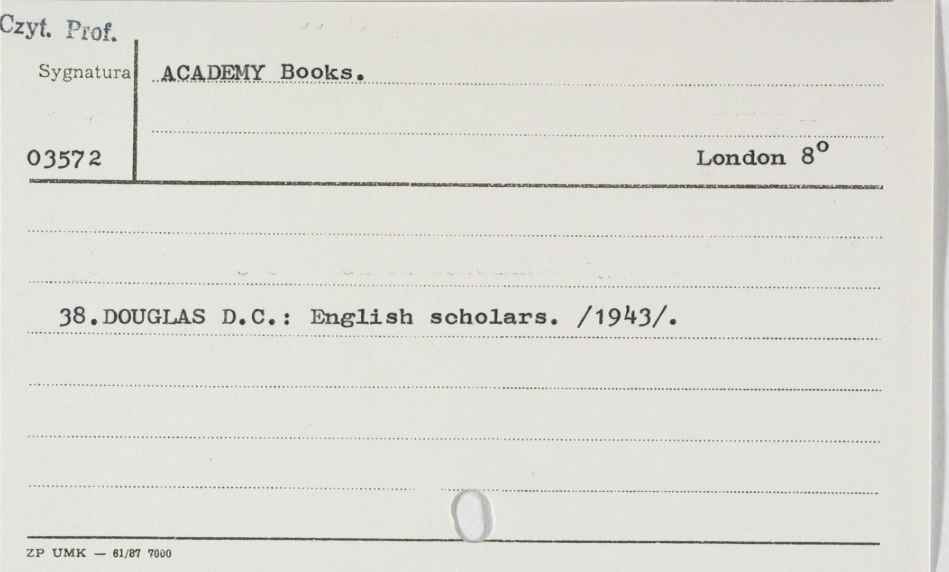 Czyt. Prof.
Sygnatura
ACADEMY Books.
03572
London 8°
38.DOUGLAS D.C.: English scholars. /1943/.
ZP UMK — 61/87 7000